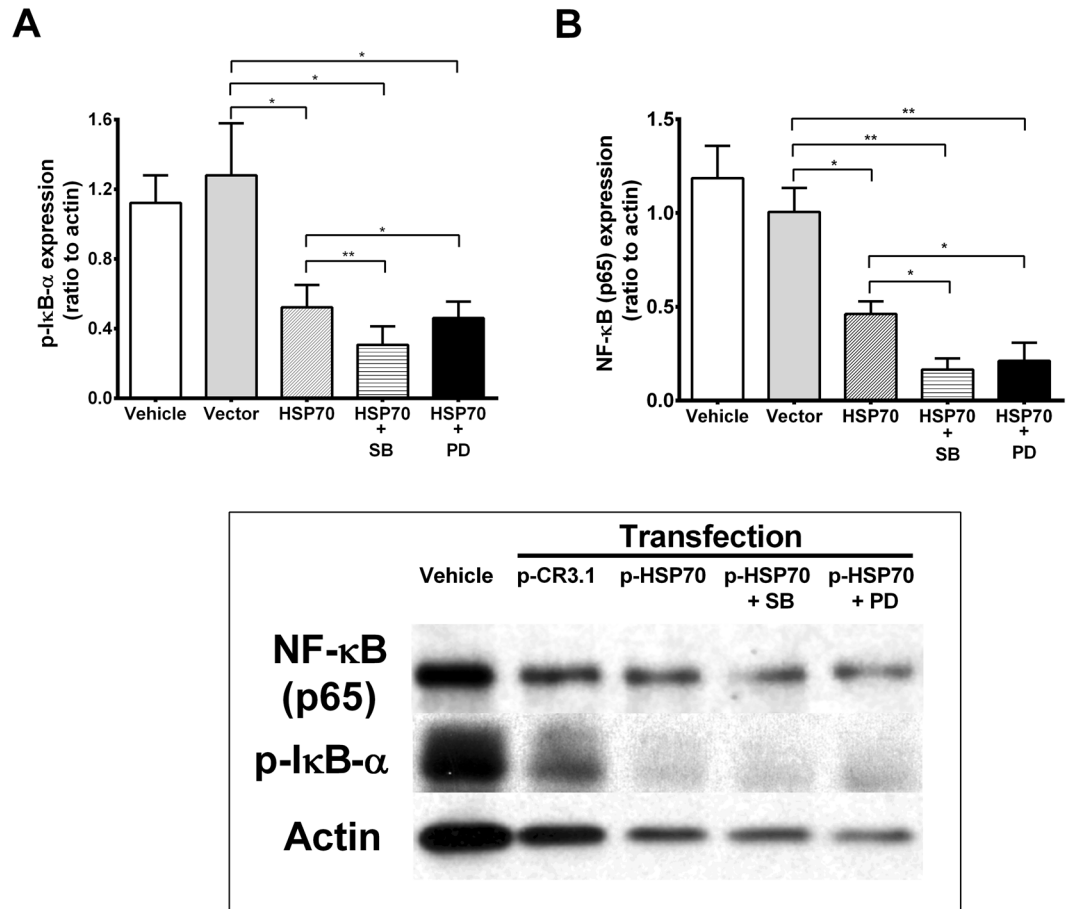 A
B
*
*
*
*
**
p-IκB-α expression
(ratio to actin)
1.6
1.2
0.8
0.4
0.0
Vehicle
Vector
HSP70
HSP70
+
SB
HSP70
+
PD
**
**
*
*
*
NF-κB (p65) expression
(ratio to actin)
1.5
1.0
0.5
0.0
Vehicle
Vector
HSP70
HSP70
+
SB
HSP70
+
PD
Transfection
Vehicle p-CR3.1 p-HSP70 p-HSP70 p-HSP70
+ SB + PD
NF-κB
(p65)
p-IκB-α
Actin